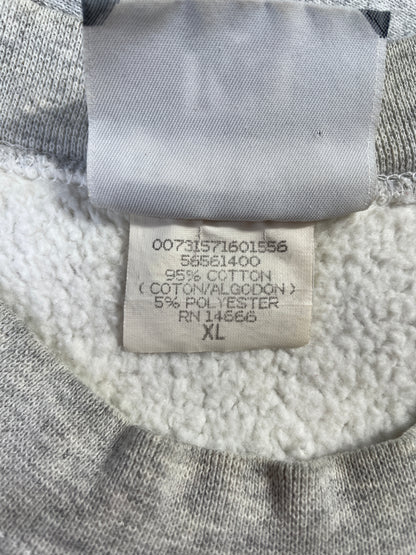 00731571601556
56561400
95% COTTON
( COTON/ALGODON )
5% POLYESTER
RN 14666
XL